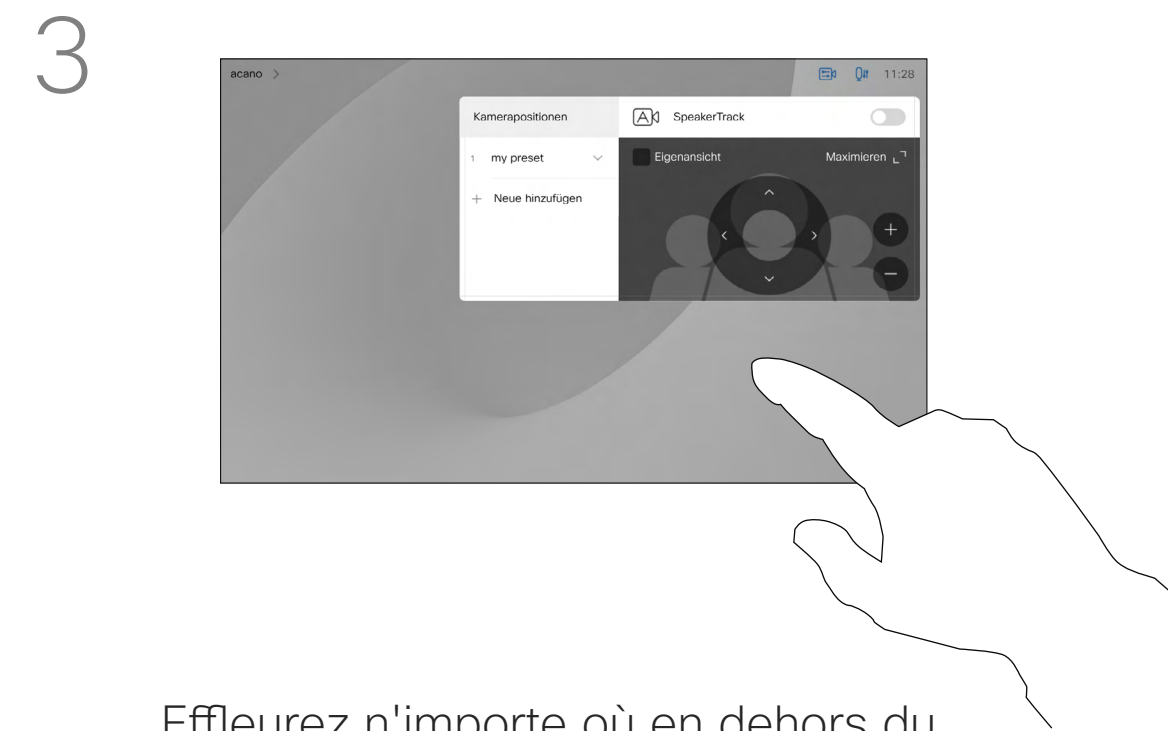 3
acano >
11:28
Kamerapositionen
SpeakerTrack
1 my preset
Eigenansicht
Maximieren
+ Neue hinzufügen
Effleurez n'importe où en dehors du